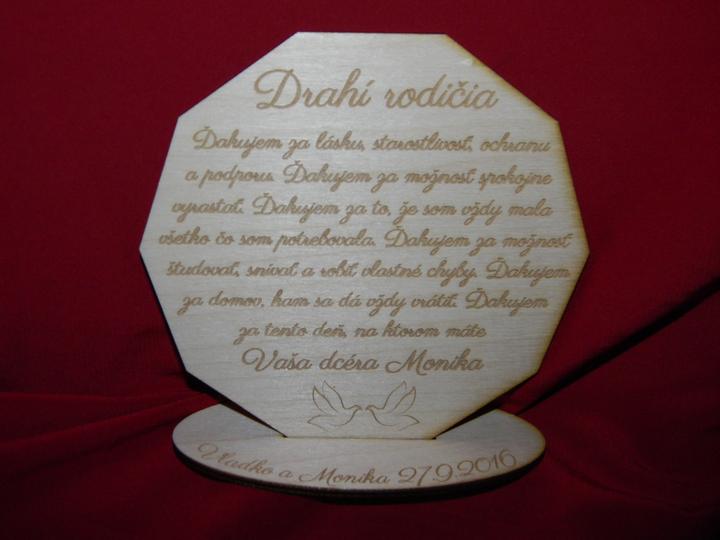 Drahí rodičia
Ďakujem za lásku, starostlivosť, ochranu
a podporu. Ďakujem za možnosť spokojne
vyrastať. Ďakujem za to, že som vždy mala
všetko čo som potrebovala. Ďakujem za možnosť
študovať, snívať a robiť vlastné chyby. Ďakujem
za domov, kam sa dá vždy vrátiť. Ďakujem
za tento deň, na ktorom máte
Vaša dcéra Monika
Vladko a Monika 27.9.2016